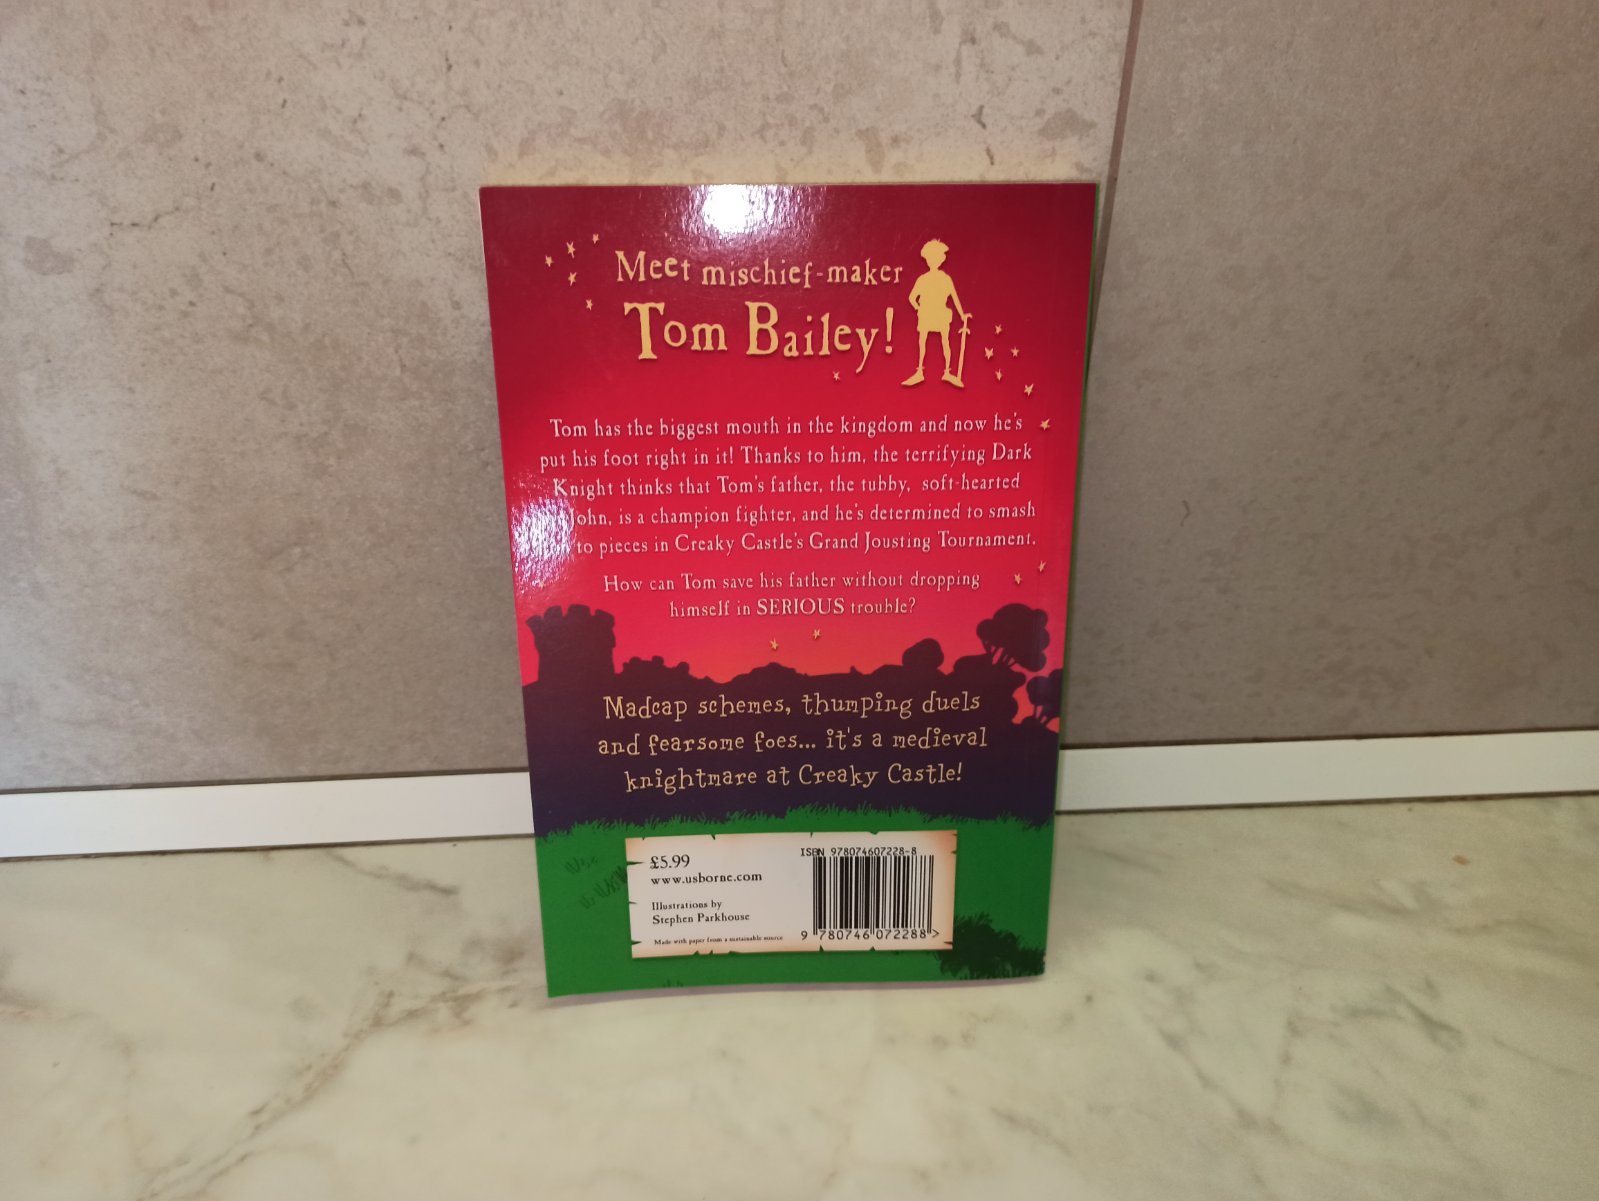 Meet mischief-maker
Tom Bailey!
Tom has the biggest mouth in the kingdom and now he's
put his foot right in it! Thanks to him, the terrifying Dark
Knight thinks that Tom's father, the tubby, soft-hearted
John, is a champion fighter, and he's determined to smash
to pieces in Creaky Castle's Grand Jousting Tournament.
How can Tom save his father without dropping
himself in SERIOUS trouble?
Madcap schemes, thumping duels
and fearsome foes... it's a medieval
knightmare at Creaky Castle!
£5.99
www.usborne.com
Illustrations by
Stephen Parkhouse
Made with paper from a sustainable source
ISBN 978074607228-8
9 780746 072288 >